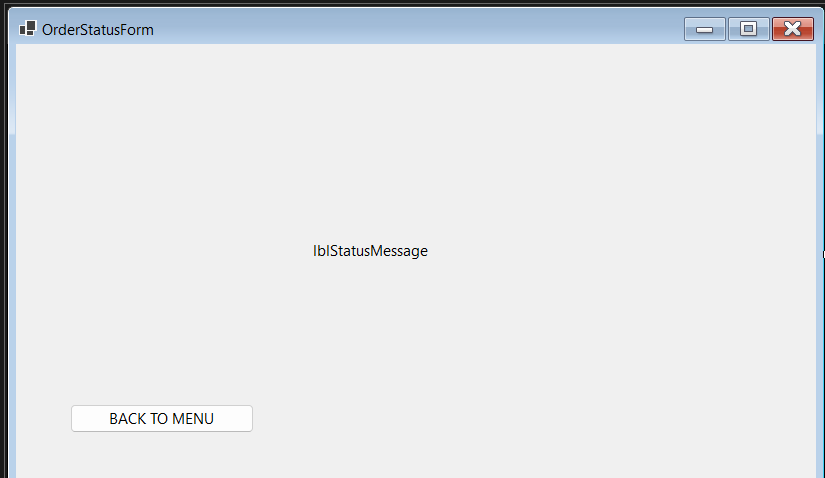 OrderStatusForm
lblStatusMessage
BACK TO MENU